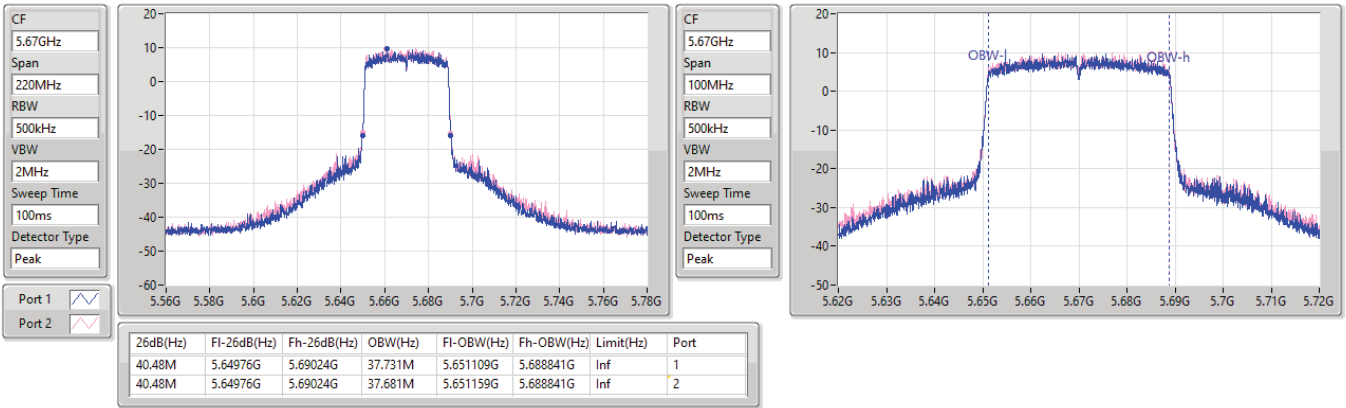 CF
5.67GHz
Span
220MHz
RBW
500kHz
VBW
2MHz
Sweep Time
100ms
Detector Type
Peak
Port 1
Port 2
20
10
0
-10
-20
-30
-40
-50
-60
5.56G 5.58G 5.6G 5.62G 5.64G 5.66G 5.68G 5.7G 5.72G 5.74G 5.76G 5.78G
CF
5.67GHz
Span
100MHz
RBW
500kHz
VBW
2MHz
Sweep Time
100ms
Detector Type
Peak
20
10
0
-10
-20
-30
-40
-50
OBW-l OBW-h
5.62G 5.63G 5.64G 5.65G 5.66G 5.67G 5.68G 5.69G 5.7G 5.71G 5.72G
26dB(Hz) Fl-26dB(Hz) Fh-26dB(Hz) OBW(Hz) Fl-OBW(Hz) Fh-OBW(Hz) Limit(Hz) Port
40.48M 5.64976G 5.69024G 37.731M 5.651109G 5.688841G Inf 1
40.48M 5.64976G 5.69024G 37.681M 5.651159G 5.688841G Inf 2